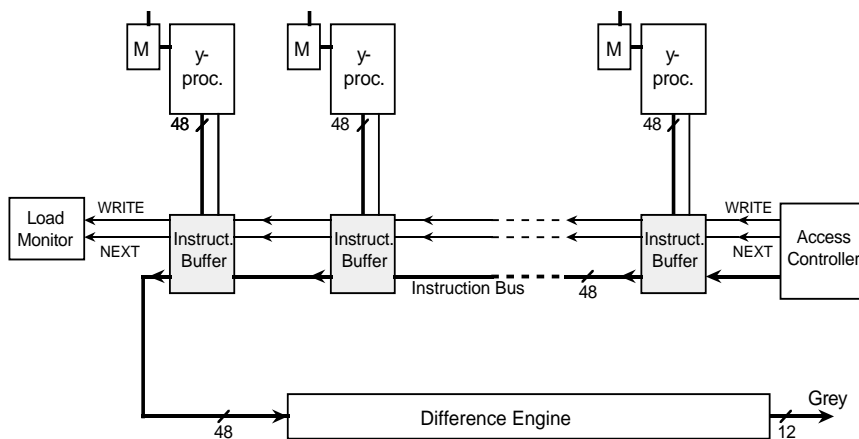 M
y-
proc.
M
y-
proc.
M
y-
proc.
48
48
48
Load
Monitor
WRITE
NEXT
Instruct.
Buffer
Instruct.
Buffer
Instruct.
Buffer
WRITE
NEXT
Access
Controller
Instruction Bus
48
48
Difference Engine
Grey
12